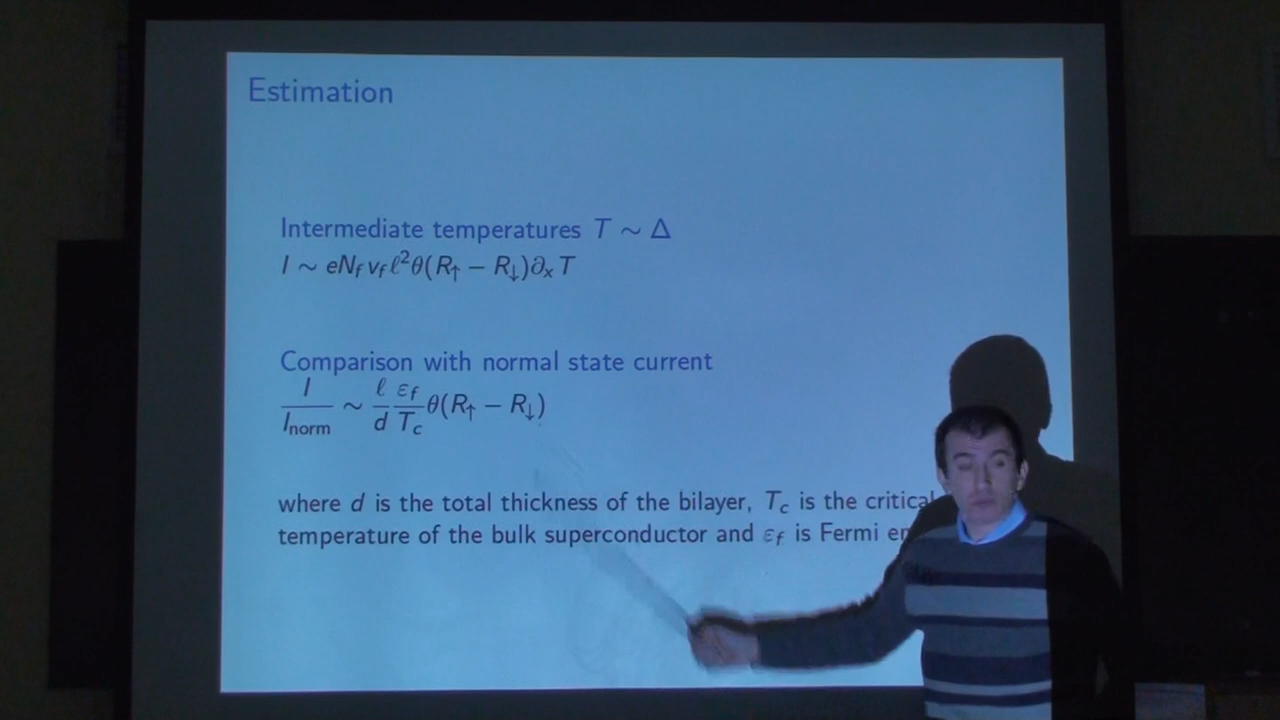 Estimation
Intermediate temperatures T ∼ Δ
I ∼ eN_f v_f ℓ²θ(R↑ − R↓)∂ₓT
Comparison with normal state current
I/I_norm ∼ ℓ/d ε_f/T_c θ(R↑ − R↓)
where d is the total thickness of the bilayer, T_c is the critical
temperature of the bulk superconductor and ε_f is Fermi